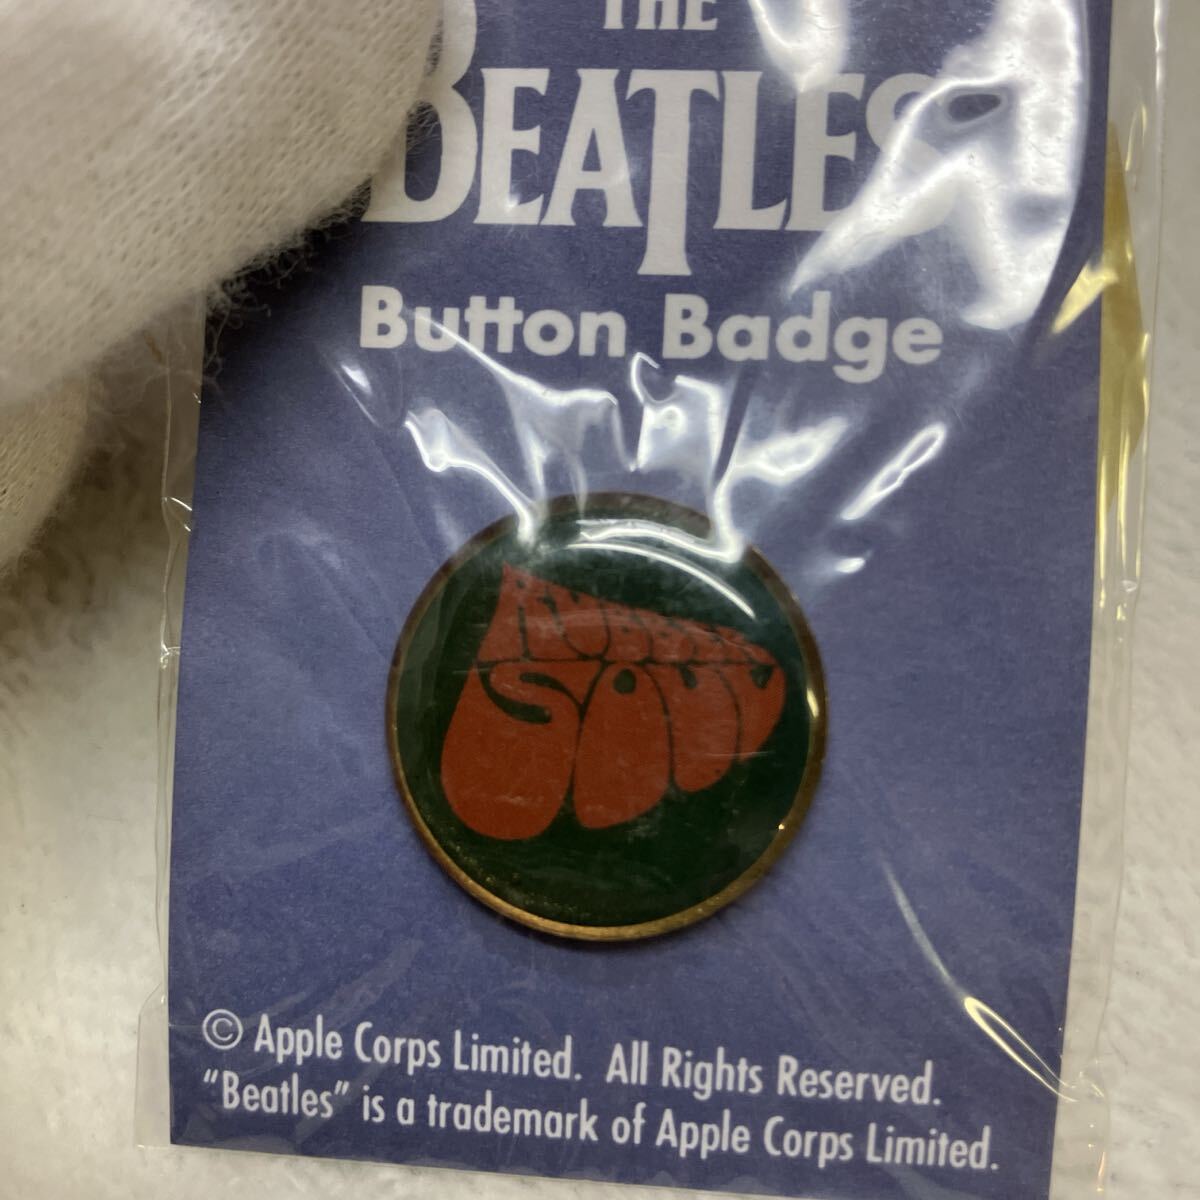 THE
BEATLES
Button Badge
RUBBER
SOUL
© Apple Corps Limited. All Rights Reserved.
“Beatles” is a trademark of Apple Corps Limited.